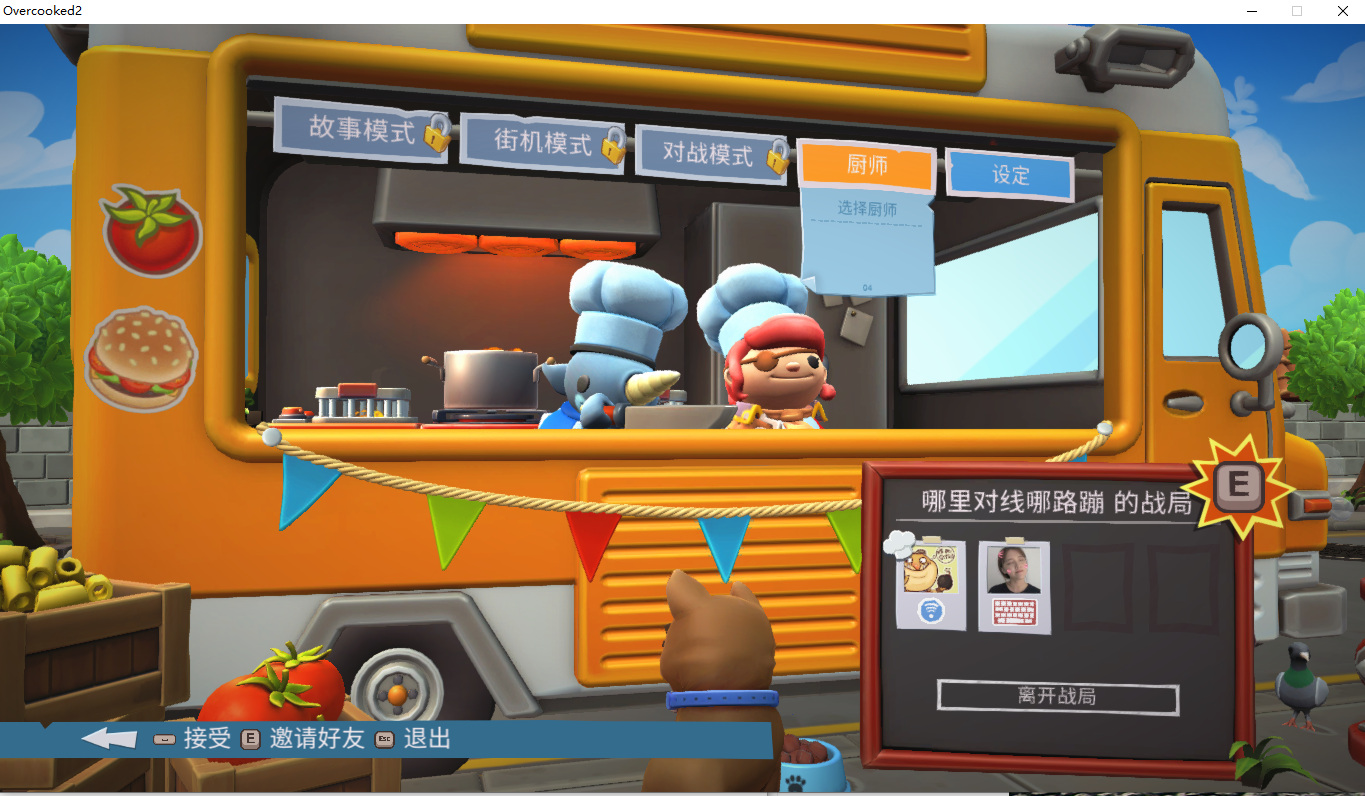 Overcooked2
故事模式
街机模式
对战模式
厨师
设定
选择厨师
04
哪里对线哪路蹦 的战局
E
离开战局
接受 E 邀请好友 Esc 退出